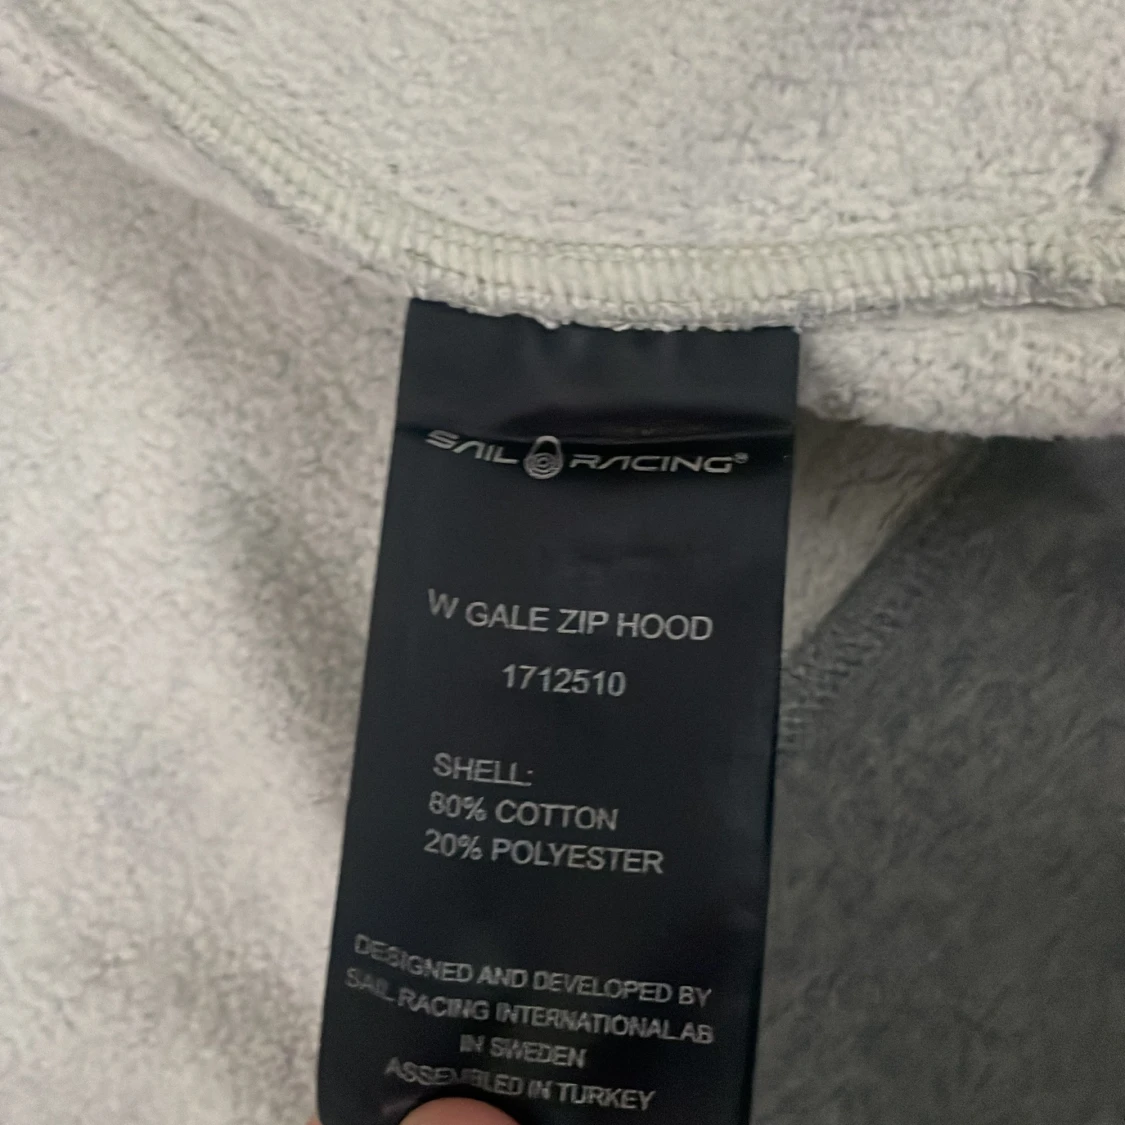 SAIL RACING®
W GALE ZIP HOOD
1712510
SHELL:
80% COTTON
20% POLYESTER
DESIGNED AND DEVELOPED BY
SAIL RACING INTERNATIONAL AB
IN SWEDEN
ASSEMBLED IN TURKEY